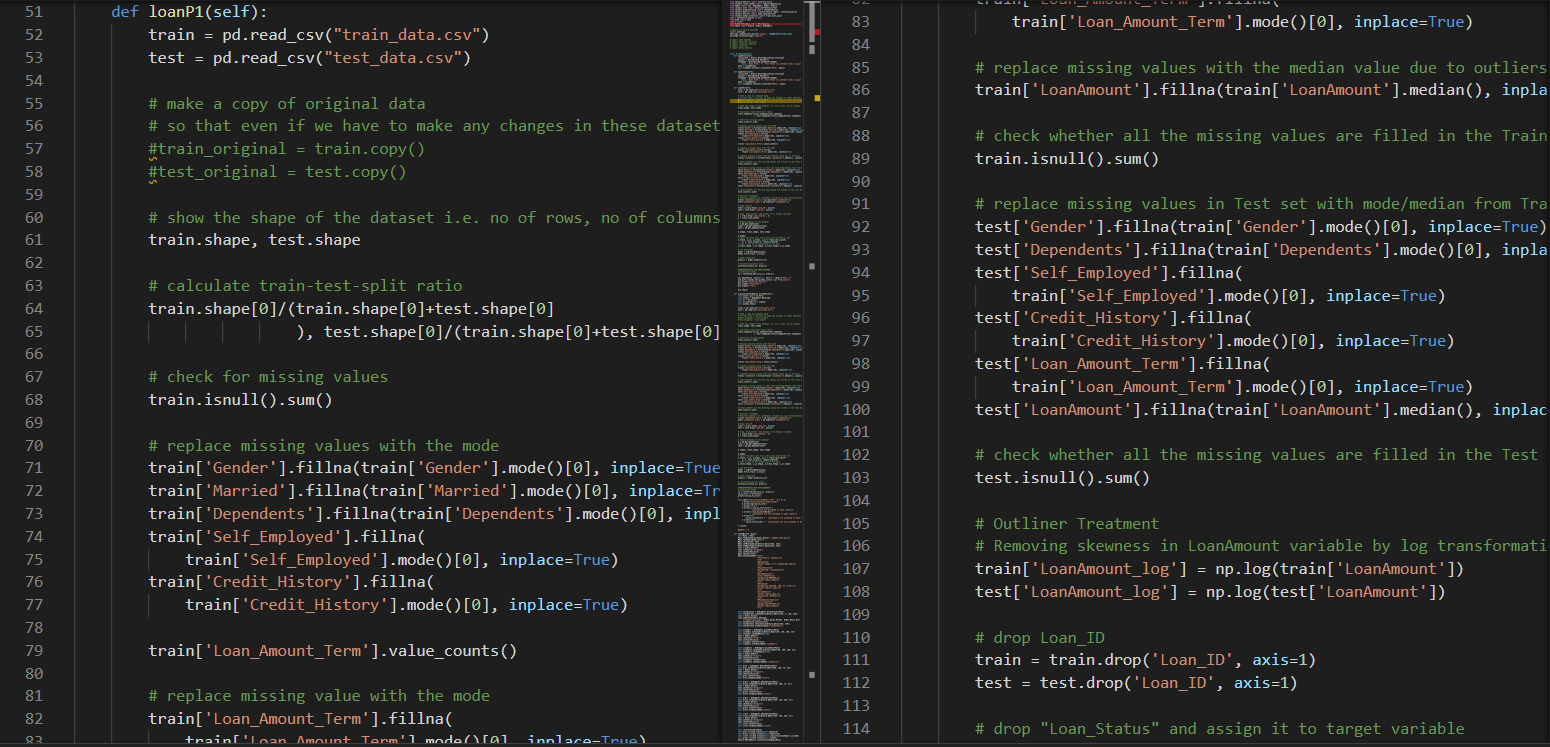 51 def loanP1(self):
52 train = pd.read_csv("train_data.csv")
53 test = pd.read_csv("test_data.csv")
54
55 # make a copy of original data
56 # so that even if we have to make any changes in these dataset
57 #train_original = train.copy()
58 #test_original = test.copy()
59
60 # show the shape of the dataset i.e. no of rows, no of columns
61 train.shape, test.shape
62
63 # calculate train-test-split ratio
64 train.shape[0]/(train.shape[0]+test.shape[0]
65 ), test.shape[0]/(train.shape[0]+test.shape[0]
66
67 # check for missing values
68 train.isnull().sum()
69
70 # replace missing values with the mode
71 train['Gender'].fillna(train['Gender'].mode()[0], inplace=True
72 train['Married'].fillna(train['Married'].mode()[0], inplace=Tr
73 train['Dependents'].fillna(train['Dependents'].mode()[0], inpl
74 train['Self_Employed'].fillna(
75 train['Self_Employed'].mode()[0], inplace=True)
76 train['Credit_History'].fillna(
77 train['Credit_History'].mode()[0], inplace=True)
78
79 train['Loan_Amount_Term'].value_counts()
80
81 # replace missing value with the mode
82 train['Loan_Amount_Term'].fillna(
83 train['Loan_Amount_Term'].mode()[0], inplace=True)
82 train['Loan_Amount_Term'].fillna(
83 train['Loan_Amount_Term'].mode()[0], inplace=True)
84
85 # replace missing values with the median value due to outliers
86 train['LoanAmount'].fillna(train['LoanAmount'].median(), inpla
87
88 # check whether all the missing values are filled in the Train
89 train.isnull().sum()
90
91 # replace missing values in Test set with mode/median from Tra
92 test['Gender'].fillna(train['Gender'].mode()[0], inplace=True)
93 test['Dependents'].fillna(train['Dependents'].mode()[0], inpla
94 test['Self_Employed'].fillna(
95 train['Self_Employed'].mode()[0], inplace=True)
96 test['Credit_History'].fillna(
97 train['Credit_History'].mode()[0], inplace=True)
98 test['Loan_Amount_Term'].fillna(
99 train['Loan_Amount_Term'].mode()[0], inplace=True)
100 test['LoanAmount'].fillna(train['LoanAmount'].median(), inplac
101
102 # check whether all the missing values are filled in the Test
103 test.isnull().sum()
104
105 # Outliner Treatment
106 # Removing skewness in LoanAmount variable by log transformati
107 train['LoanAmount_log'] = np.log(train['LoanAmount'])
108 test['LoanAmount_log'] = np.log(test['LoanAmount'])
109
110 # drop Loan_ID
111 train = train.drop('Loan_ID', axis=1)
112 test = test.drop('Loan_ID', axis=1)
113
114 # drop "Loan_Status" and assign it to target variable